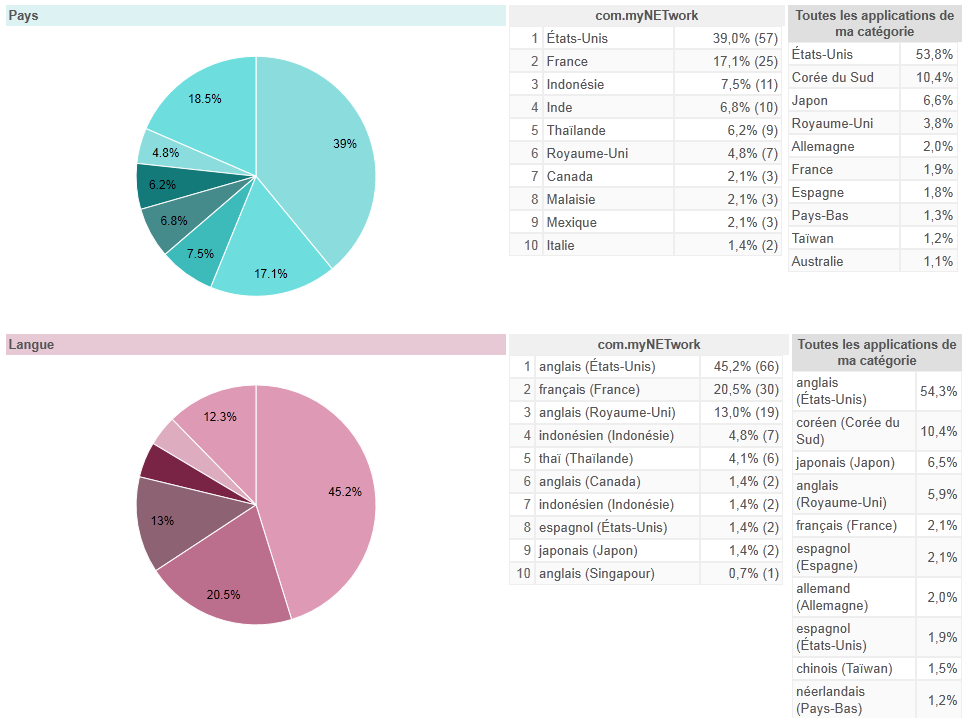 Pays
com.myNETwork
Toutes les applications de
ma catégorie
1 États-Unis 39,0% (57)
2 France 17,1% (25)
3 Indonésie 7,5% (11)
4 Inde 6,8% (10)
5 Thaïlande 6,2% (9)
6 Royaume-Uni 4,8% (7)
7 Canada 2,1% (3)
8 Malaisie 2,1% (3)
9 Mexique 2,1% (3)
10 Italie 1,4% (2)
États-Unis 53,8%
Corée du Sud 10,4%
Japon 6,6%
Royaume-Uni 3,8%
Allemagne 2,0%
France 1,9%
Espagne 1,8%
Pays-Bas 1,3%
Taïwan 1,2%
Australie 1,1%
18.5%
39%
4.8%
6.2%
6.8%
7.5%
17.1%
Langue
com.myNETwork
Toutes les applications de
ma catégorie
1 anglais (États-Unis) 45,2% (66)
2 français (France) 20,5% (30)
3 anglais (Royaume-Uni) 13,0% (19)
4 indonésien (Indonésie) 4,8% (7)
5 thaï (Thaïlande) 4,1% (6)
6 anglais (Canada) 1,4% (2)
7 indonésien (Indonésie) 1,4% (2)
8 espagnol (États-Unis) 1,4% (2)
9 japonais (Japon) 1,4% (2)
10 anglais (Singapour) 0,7% (1)
anglais
(États-Unis) 54,3%
coréen (Corée du
Sud) 10,4%
japonais (Japon) 6,5%
anglais
(Royaume-Uni) 5,9%
français (France) 2,1%
espagnol
(Espagne) 2,1%
allemand
(Allemagne) 2,0%
espagnol
(États-Unis) 1,9%
chinois (Taïwan) 1,5%
néerlandais
(Pays-Bas) 1,2%
12.3%
45.2%
13%
20.5%